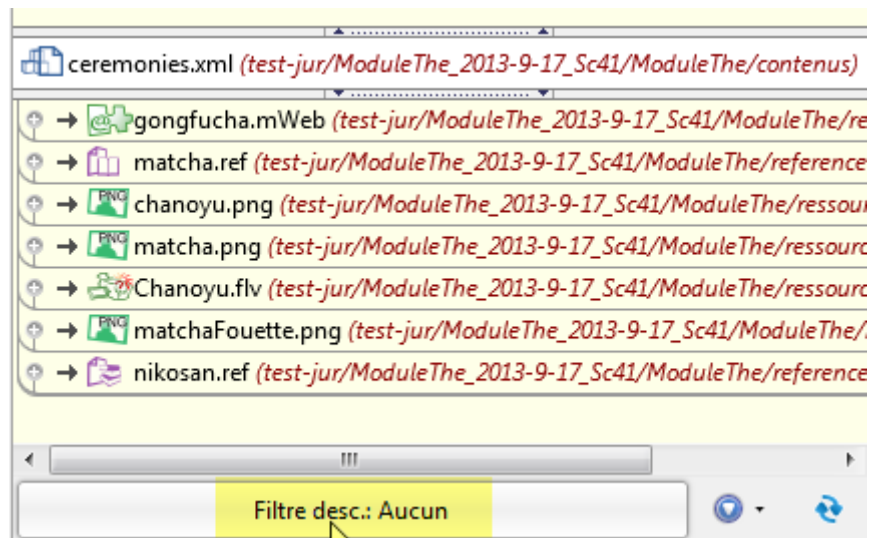 ceremonies.xml (test-jur/ModuleThe_2013-9-17_Sc41/ModuleThe/contenus)
gongfucha.mWeb (test-jur/ModuleThe_2013-9-17_Sc41/ModuleThe/re
matcha.ref (test-jur/ModuleThe_2013-9-17_Sc41/ModuleThe/reference
PNG chanoyu.png (test-jur/ModuleThe_2013-9-17_Sc41/ModuleThe/ressour
PNG matcha.png (test-jur/ModuleThe_2013-9-17_Sc41/ModuleThe/ressourc
Chanoyu.flv (test-jur/ModuleThe_2013-9-17_Sc41/ModuleThe/ressourc
PNG matchaFouette.png (test-jur/ModuleThe_2013-9-17_Sc41/ModuleThe/
nikosan.ref (test-jur/ModuleThe_2013-9-17_Sc41/ModuleThe/reference
Filtre desc.: Aucun